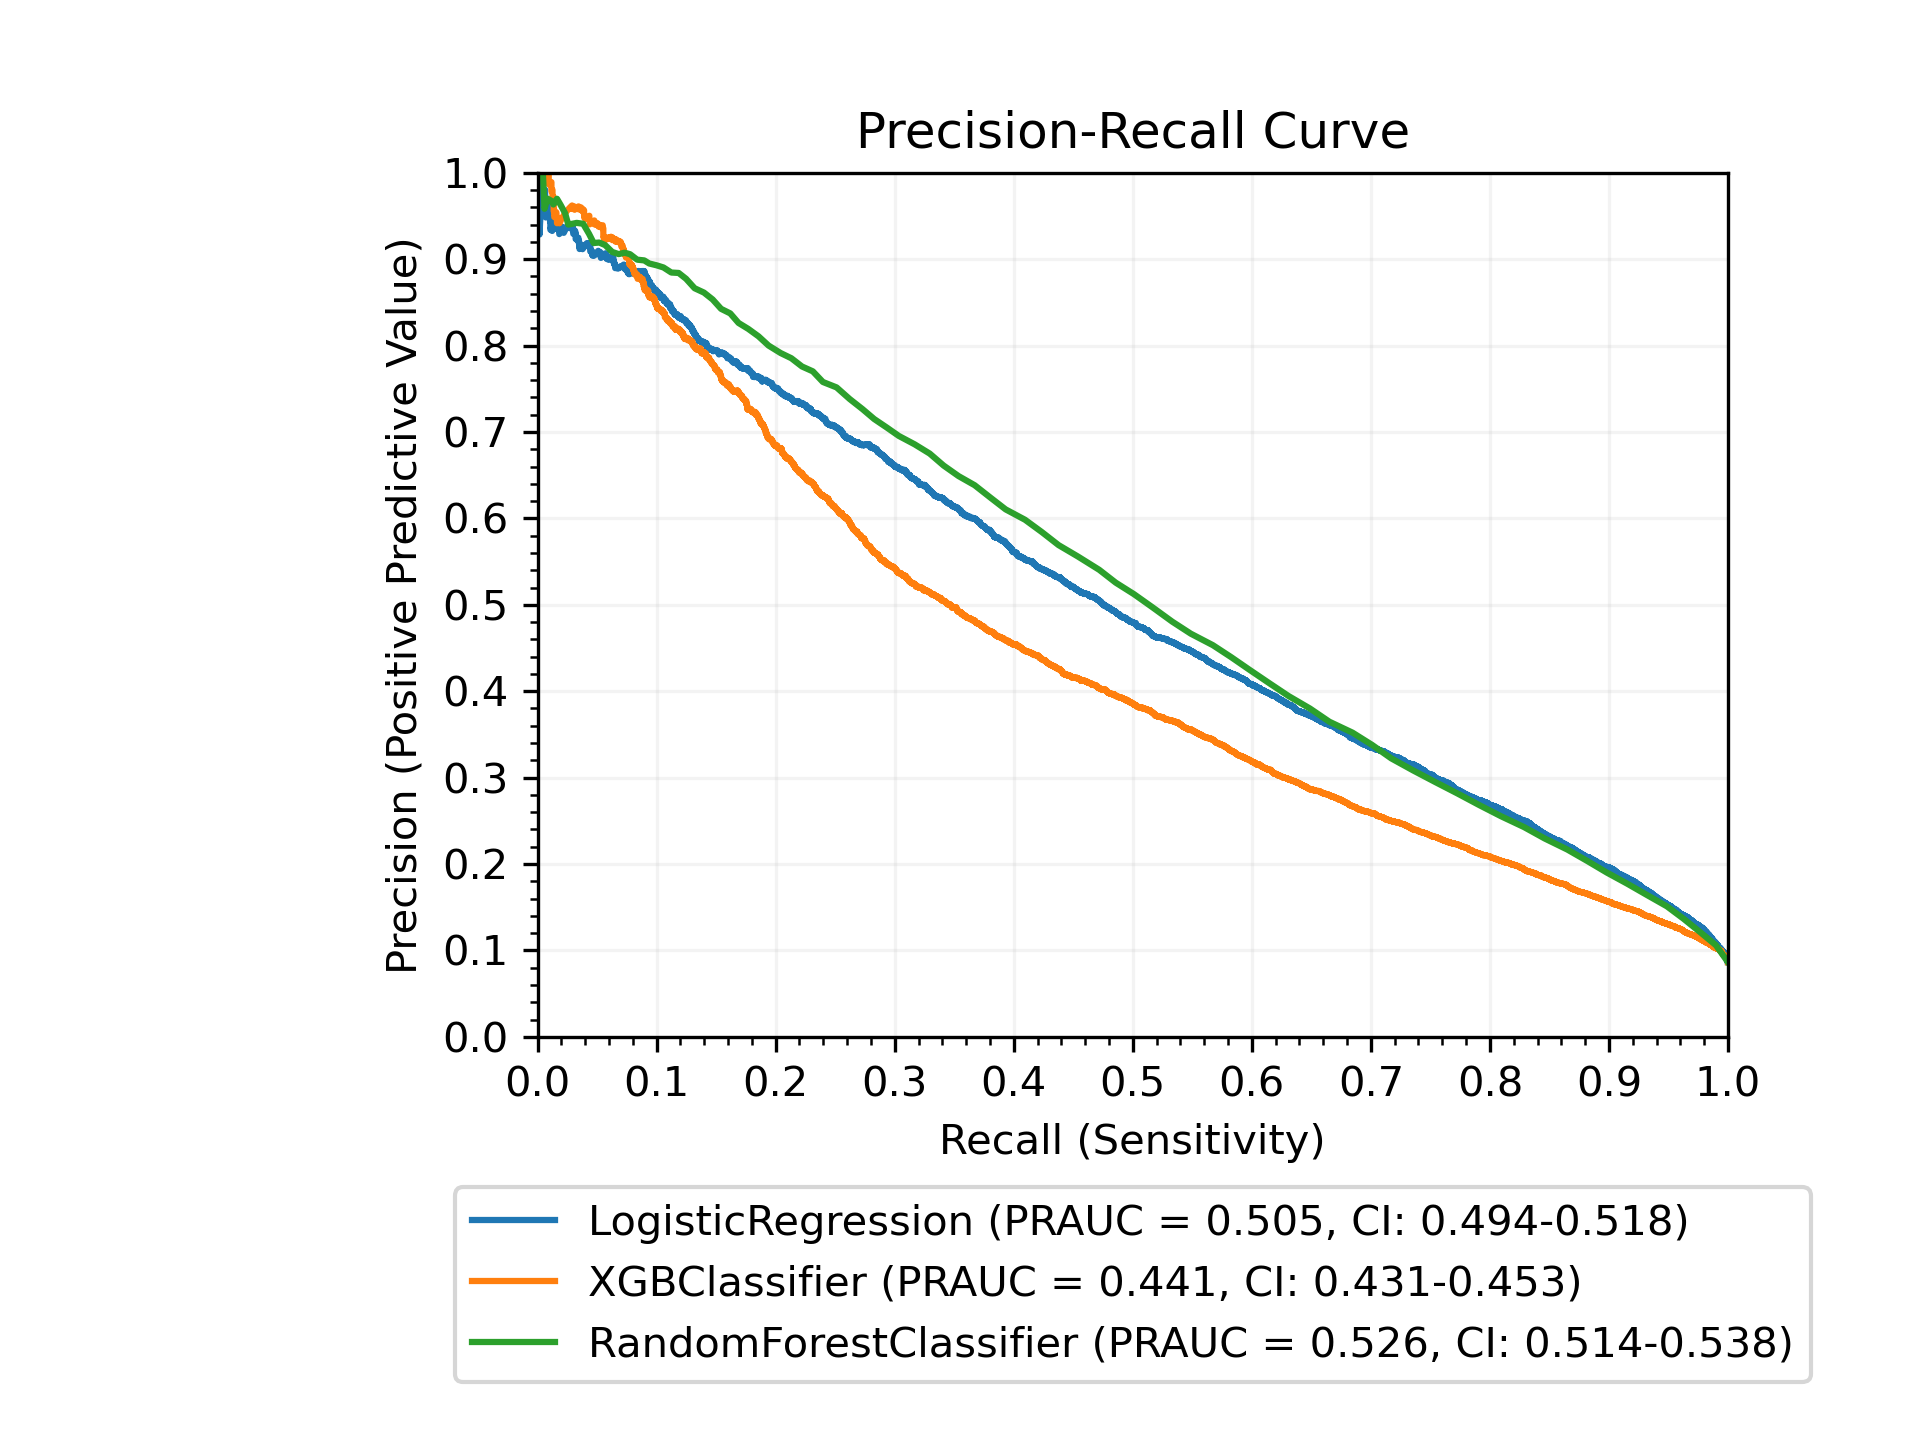 Precision-Recall Curve
Precision (Positive Predictive Value)
1.0
0.9
0.8
0.7
0.6
0.5
0.4
0.3
0.2
0.1
0.0
0.0 0.1 0.2 0.3 0.4 0.5 0.6 0.7 0.8 0.9 1.0
Recall (Sensitivity)
LogisticRegression (PRAUC = 0.505, CI: 0.494-0.518)
XGBClassifier (PRAUC = 0.441, CI: 0.431-0.453)
RandomForestClassifier (PRAUC = 0.526, CI: 0.514-0.538)